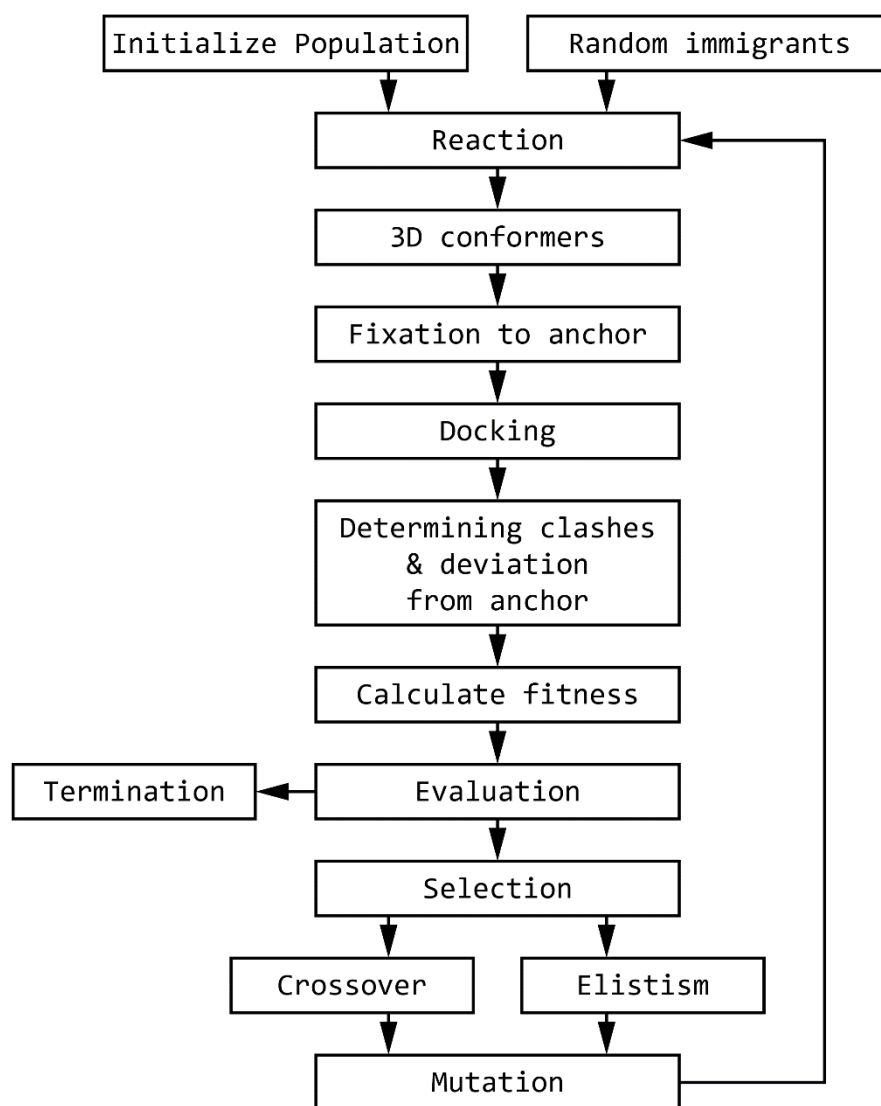 Initialize Population
Random immigrants
Reaction
3D conformers
Fixation to anchor
Docking
Determining clashes
& deviation
from anchor
Calculate fitness
Termination
Evaluation
Selection
Crossover
Elistism
Mutation